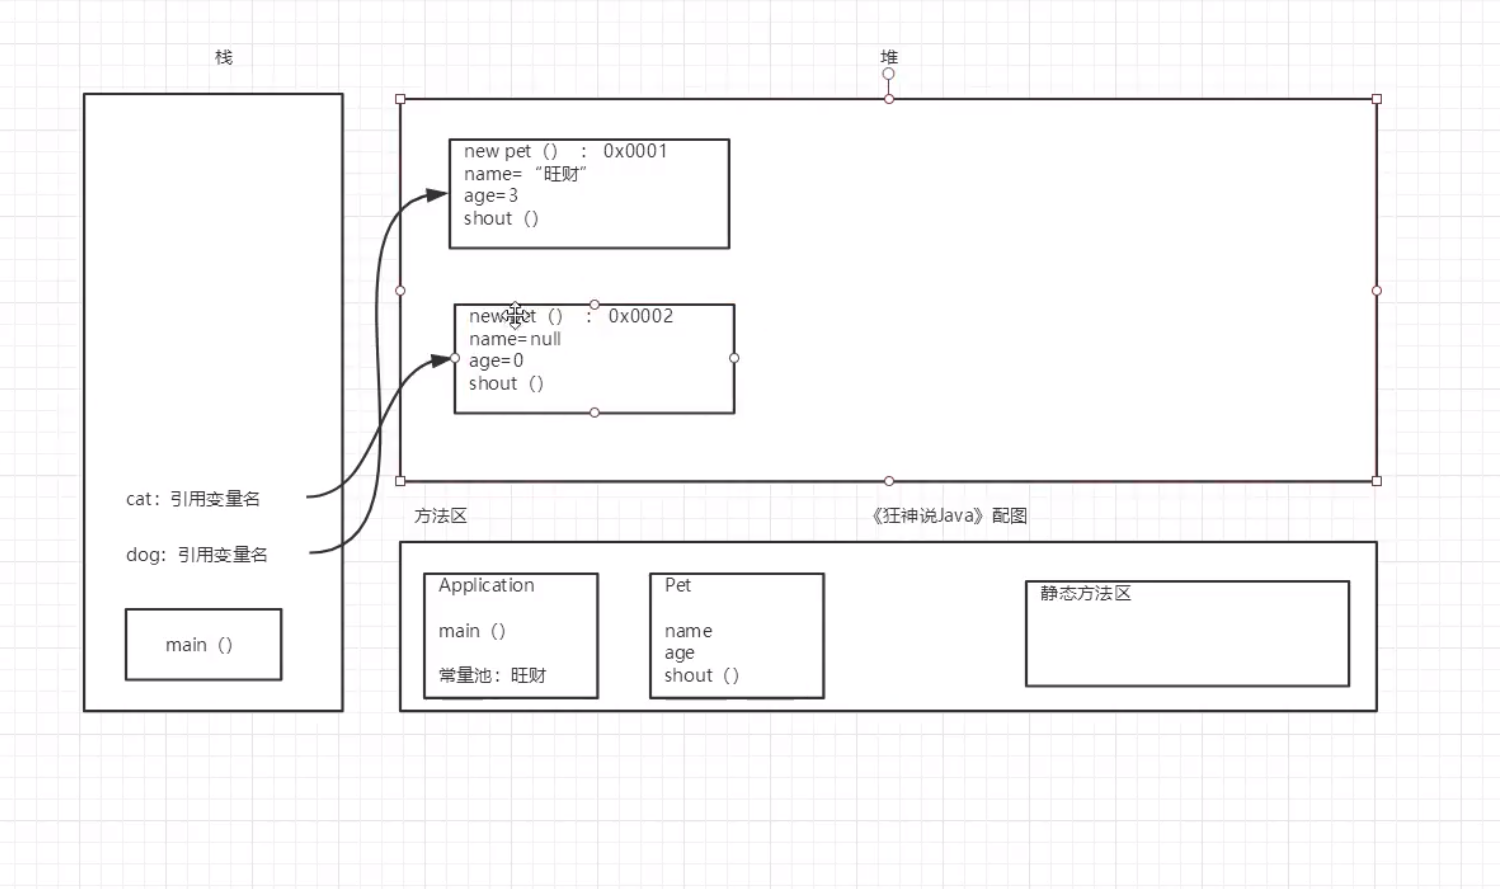 栈
堆
new pet（） ： 0x0001
name= “旺财”
age=3
shout（）
new pet（） ： 0x0002
name=null
age=0
shout（）
cat：引用变量名
dog：引用变量名
main（）
方法区
《狂神说Java》配图
Application
main（）
常量池：旺财
Pet
name
age
shout（）
静态方法区